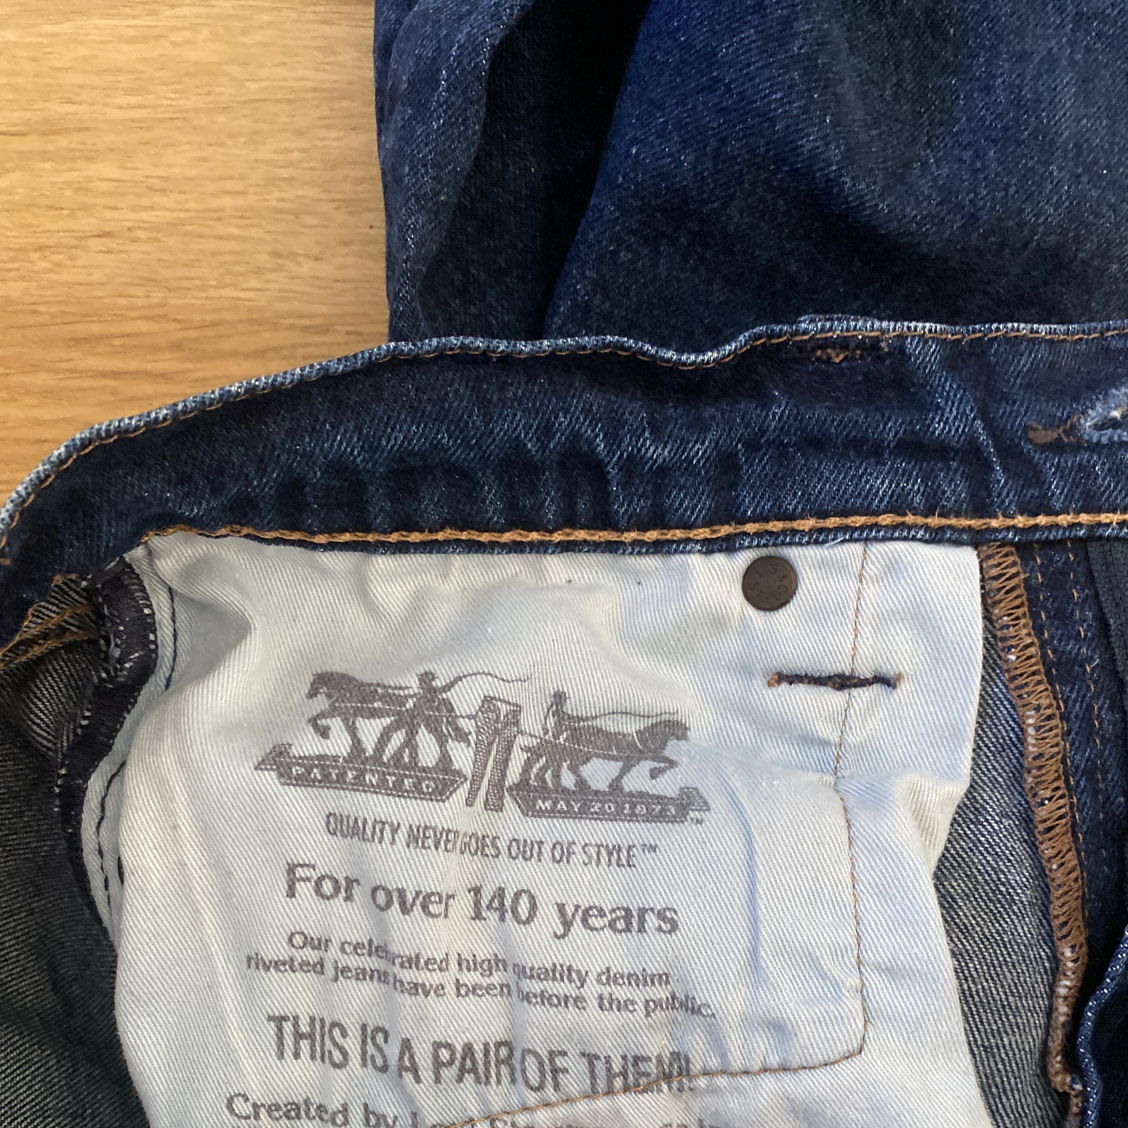 PATENTED
MAY 20 1873
QUALITY NEVER GOES OUT OF STYLE™
For over 140 years
Our celebrated high quality denim
riveted jeans have been before the public.
THIS IS A PAIR OF THEM!
Created by